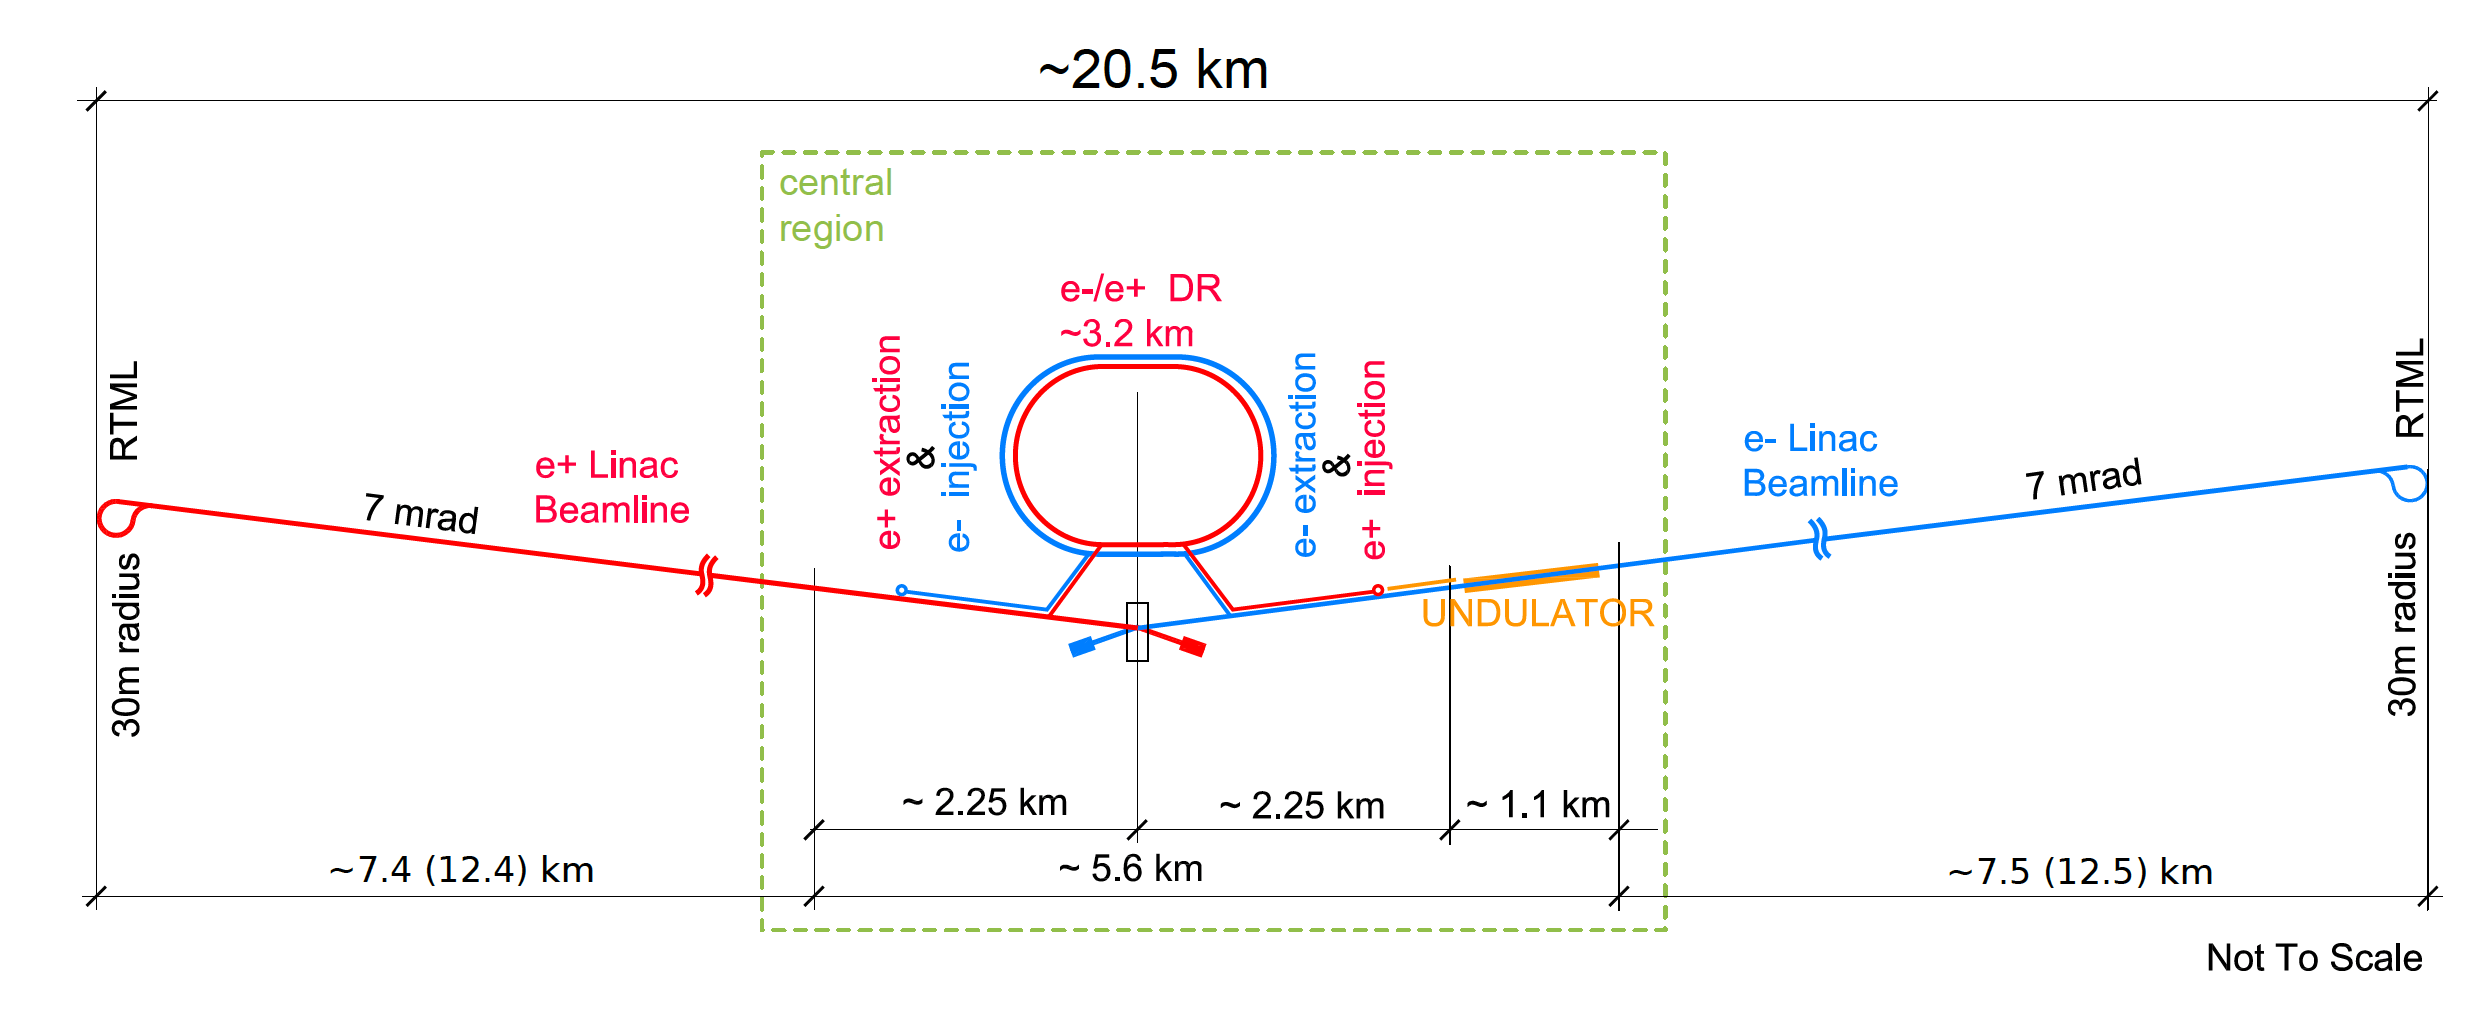 ~20.5 km
central
region
e-/e+ DR
~3.2 km
e+ extraction
&
e- injection
e- extraction
&
e+ injection
RTML
30m radius
7 mrad
e+ Linac
Beamline
e- Linac
Beamline
7 mrad
RTML
30m radius
UNDULATOR
~ 2.25 km
~ 2.25 km
~ 1.1 km
~7.4 (12.4) km
~ 5.6 km
~7.5 (12.5) km
Not To Scale